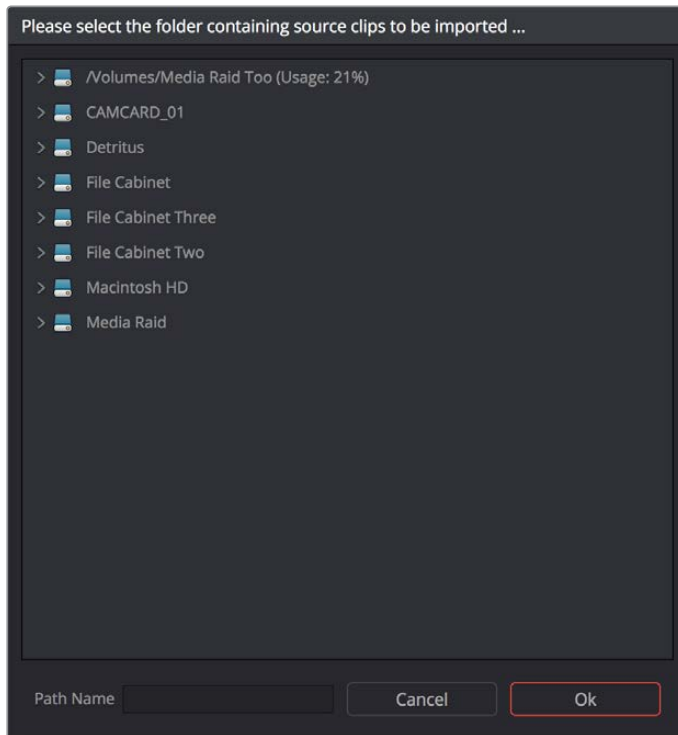 Please select the folder containing source clips to be imported ...
/Volumes/Media Raid Too (Usage: 21%)
CAMCARD_01
Detritus
File Cabinet
File Cabinet Three
File Cabinet Two
Macintosh HD
Media Raid
Path Name Cancel Ok